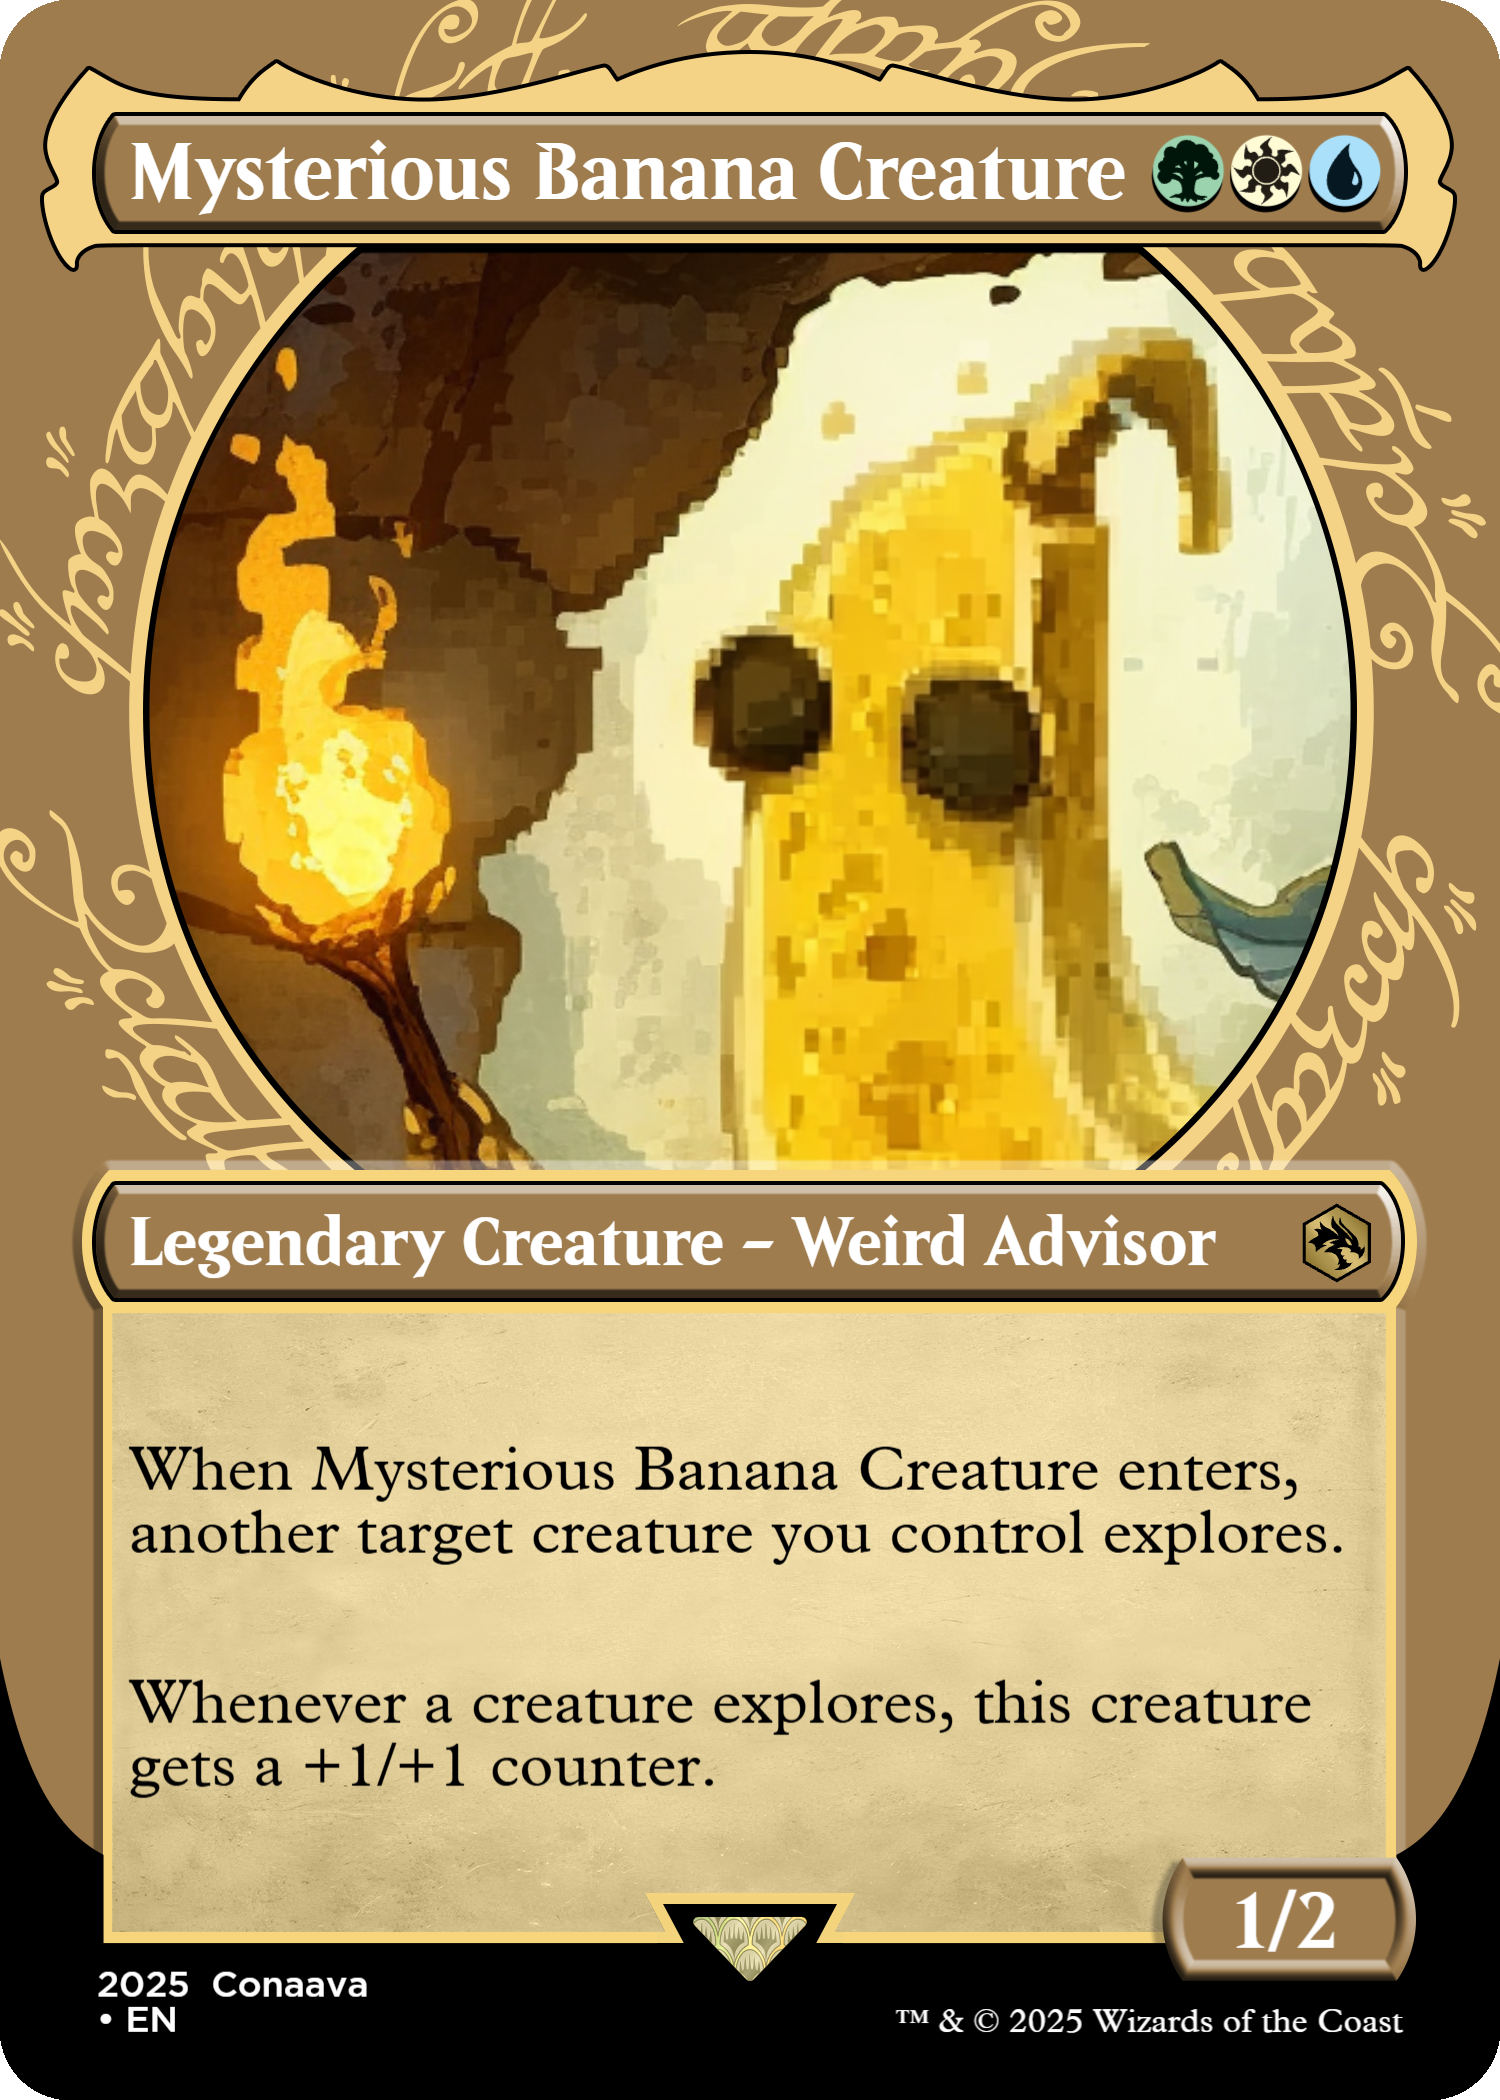 Mysterious Banana Creature
Legendary Creature – Weird Advisor
When Mysterious Banana Creature enters,
another target creature you control explores.
Whenever a creature explores, this creature
gets a +1/+1 counter.
1/2
2025 Conaava
• EN
™ & © 2025 Wizards of the Coast